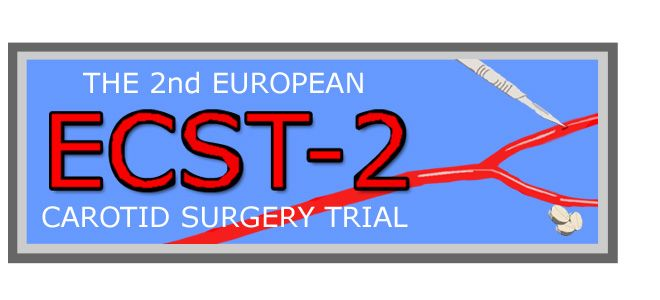 THE 2nd EUROPEAN
ECST-2
CAROTID SURGERY TRIAL